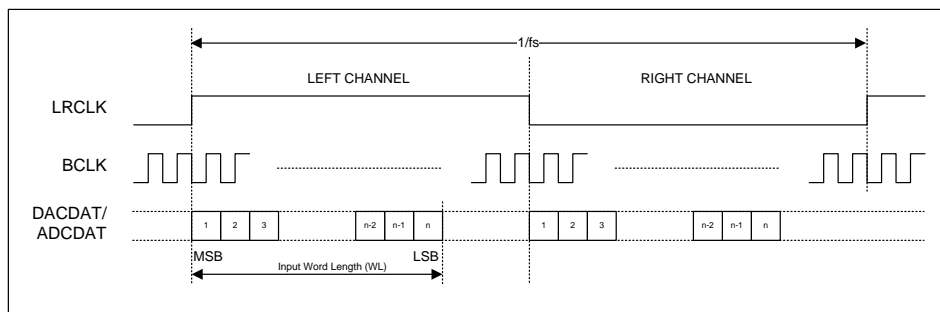 1/fs
LEFT CHANNEL RIGHT CHANNEL
LRCLK
BCLK
DACDAT/
ADCDAT
1 2 3 n-2 n-1 n 1 2 3 n-2 n-1 n
MSB LSB
Input Word Length (WL)